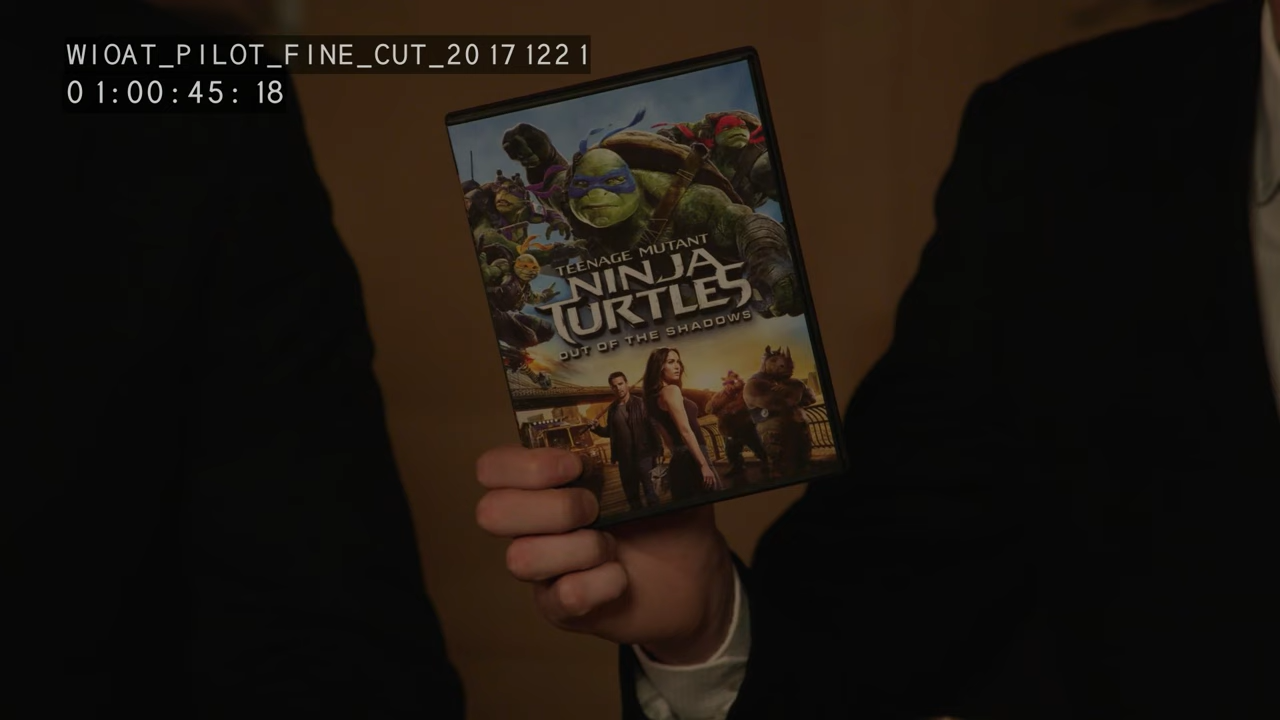 WIOAT_PILOT_FINE_CUT_20171221
01:00:45:18
TEENAGE MUTANT
NINJA
TURTLES
OUT OF THE SHADOWS